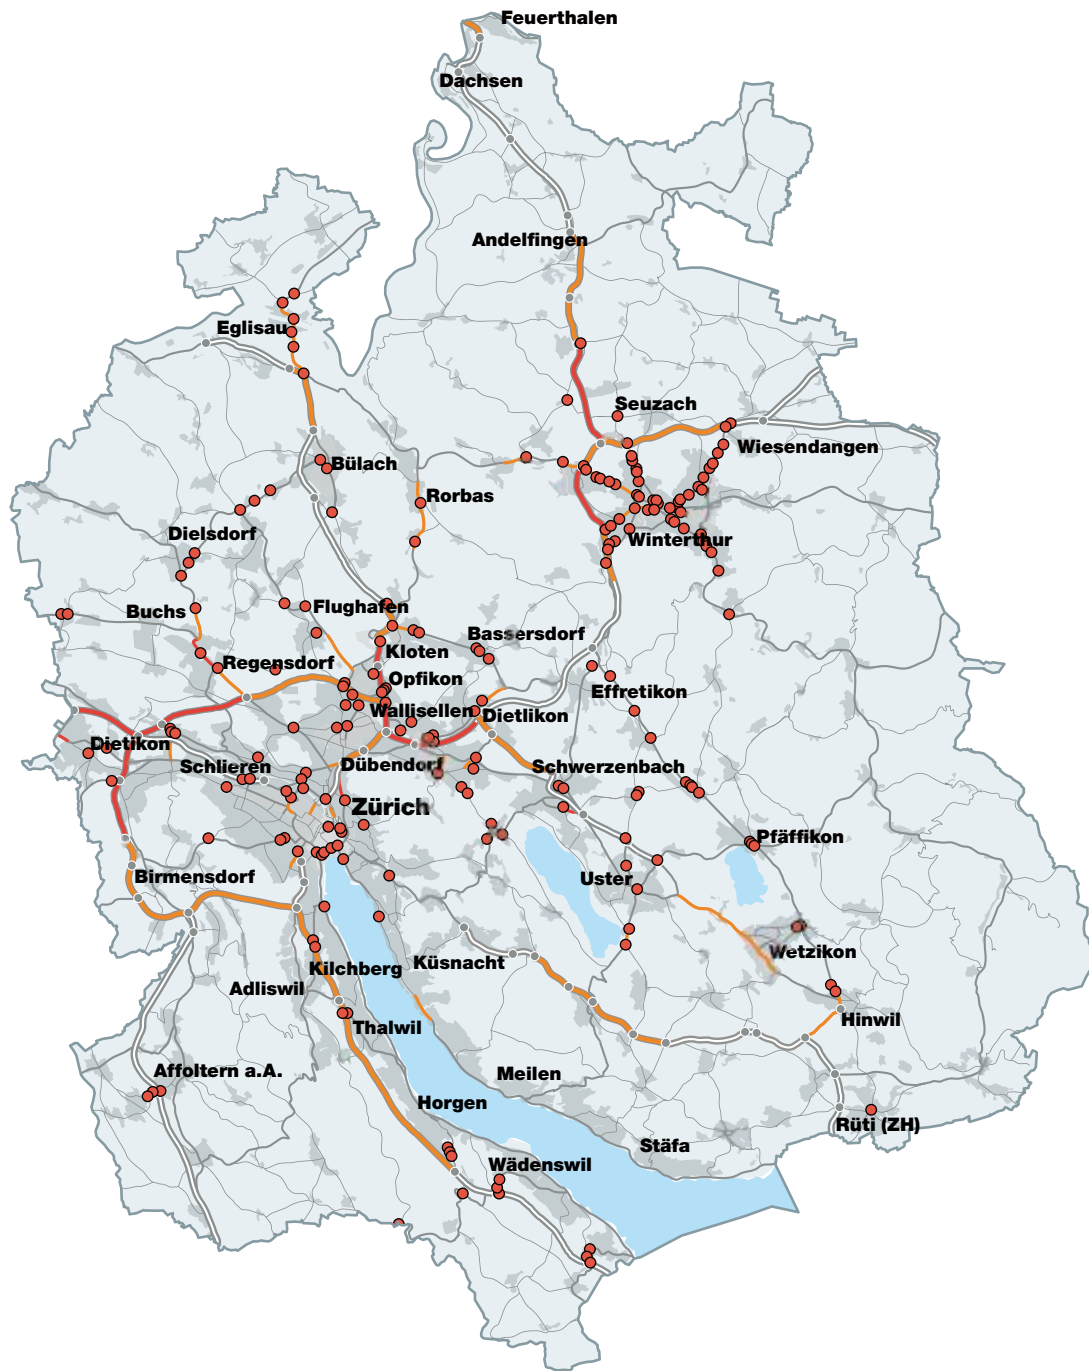 Feuerthalen
Dachsen
Andelfingen
Eglisau
Seuzach
Wiesendangen
Bülach
Rorbas
Dielsdorf
Winterthur
Buchs
Flughafen
Bassersdorf
Kloten
Regensdorf
Opfikon
Effretikon
Wallisellen
Dietlikon
Dietikon
Schlieren
Dübendorf
Schwerzenbach
Zürich
Pfäffikon
Birmensdorf
Uster
Wetzikon
Küsnacht
Kilchberg
Adliswil
Hinwil
Thalwil
Affoltern a.A.
Meilen
Horgen
Rüti (ZH)
Stäfa
Wädenswil